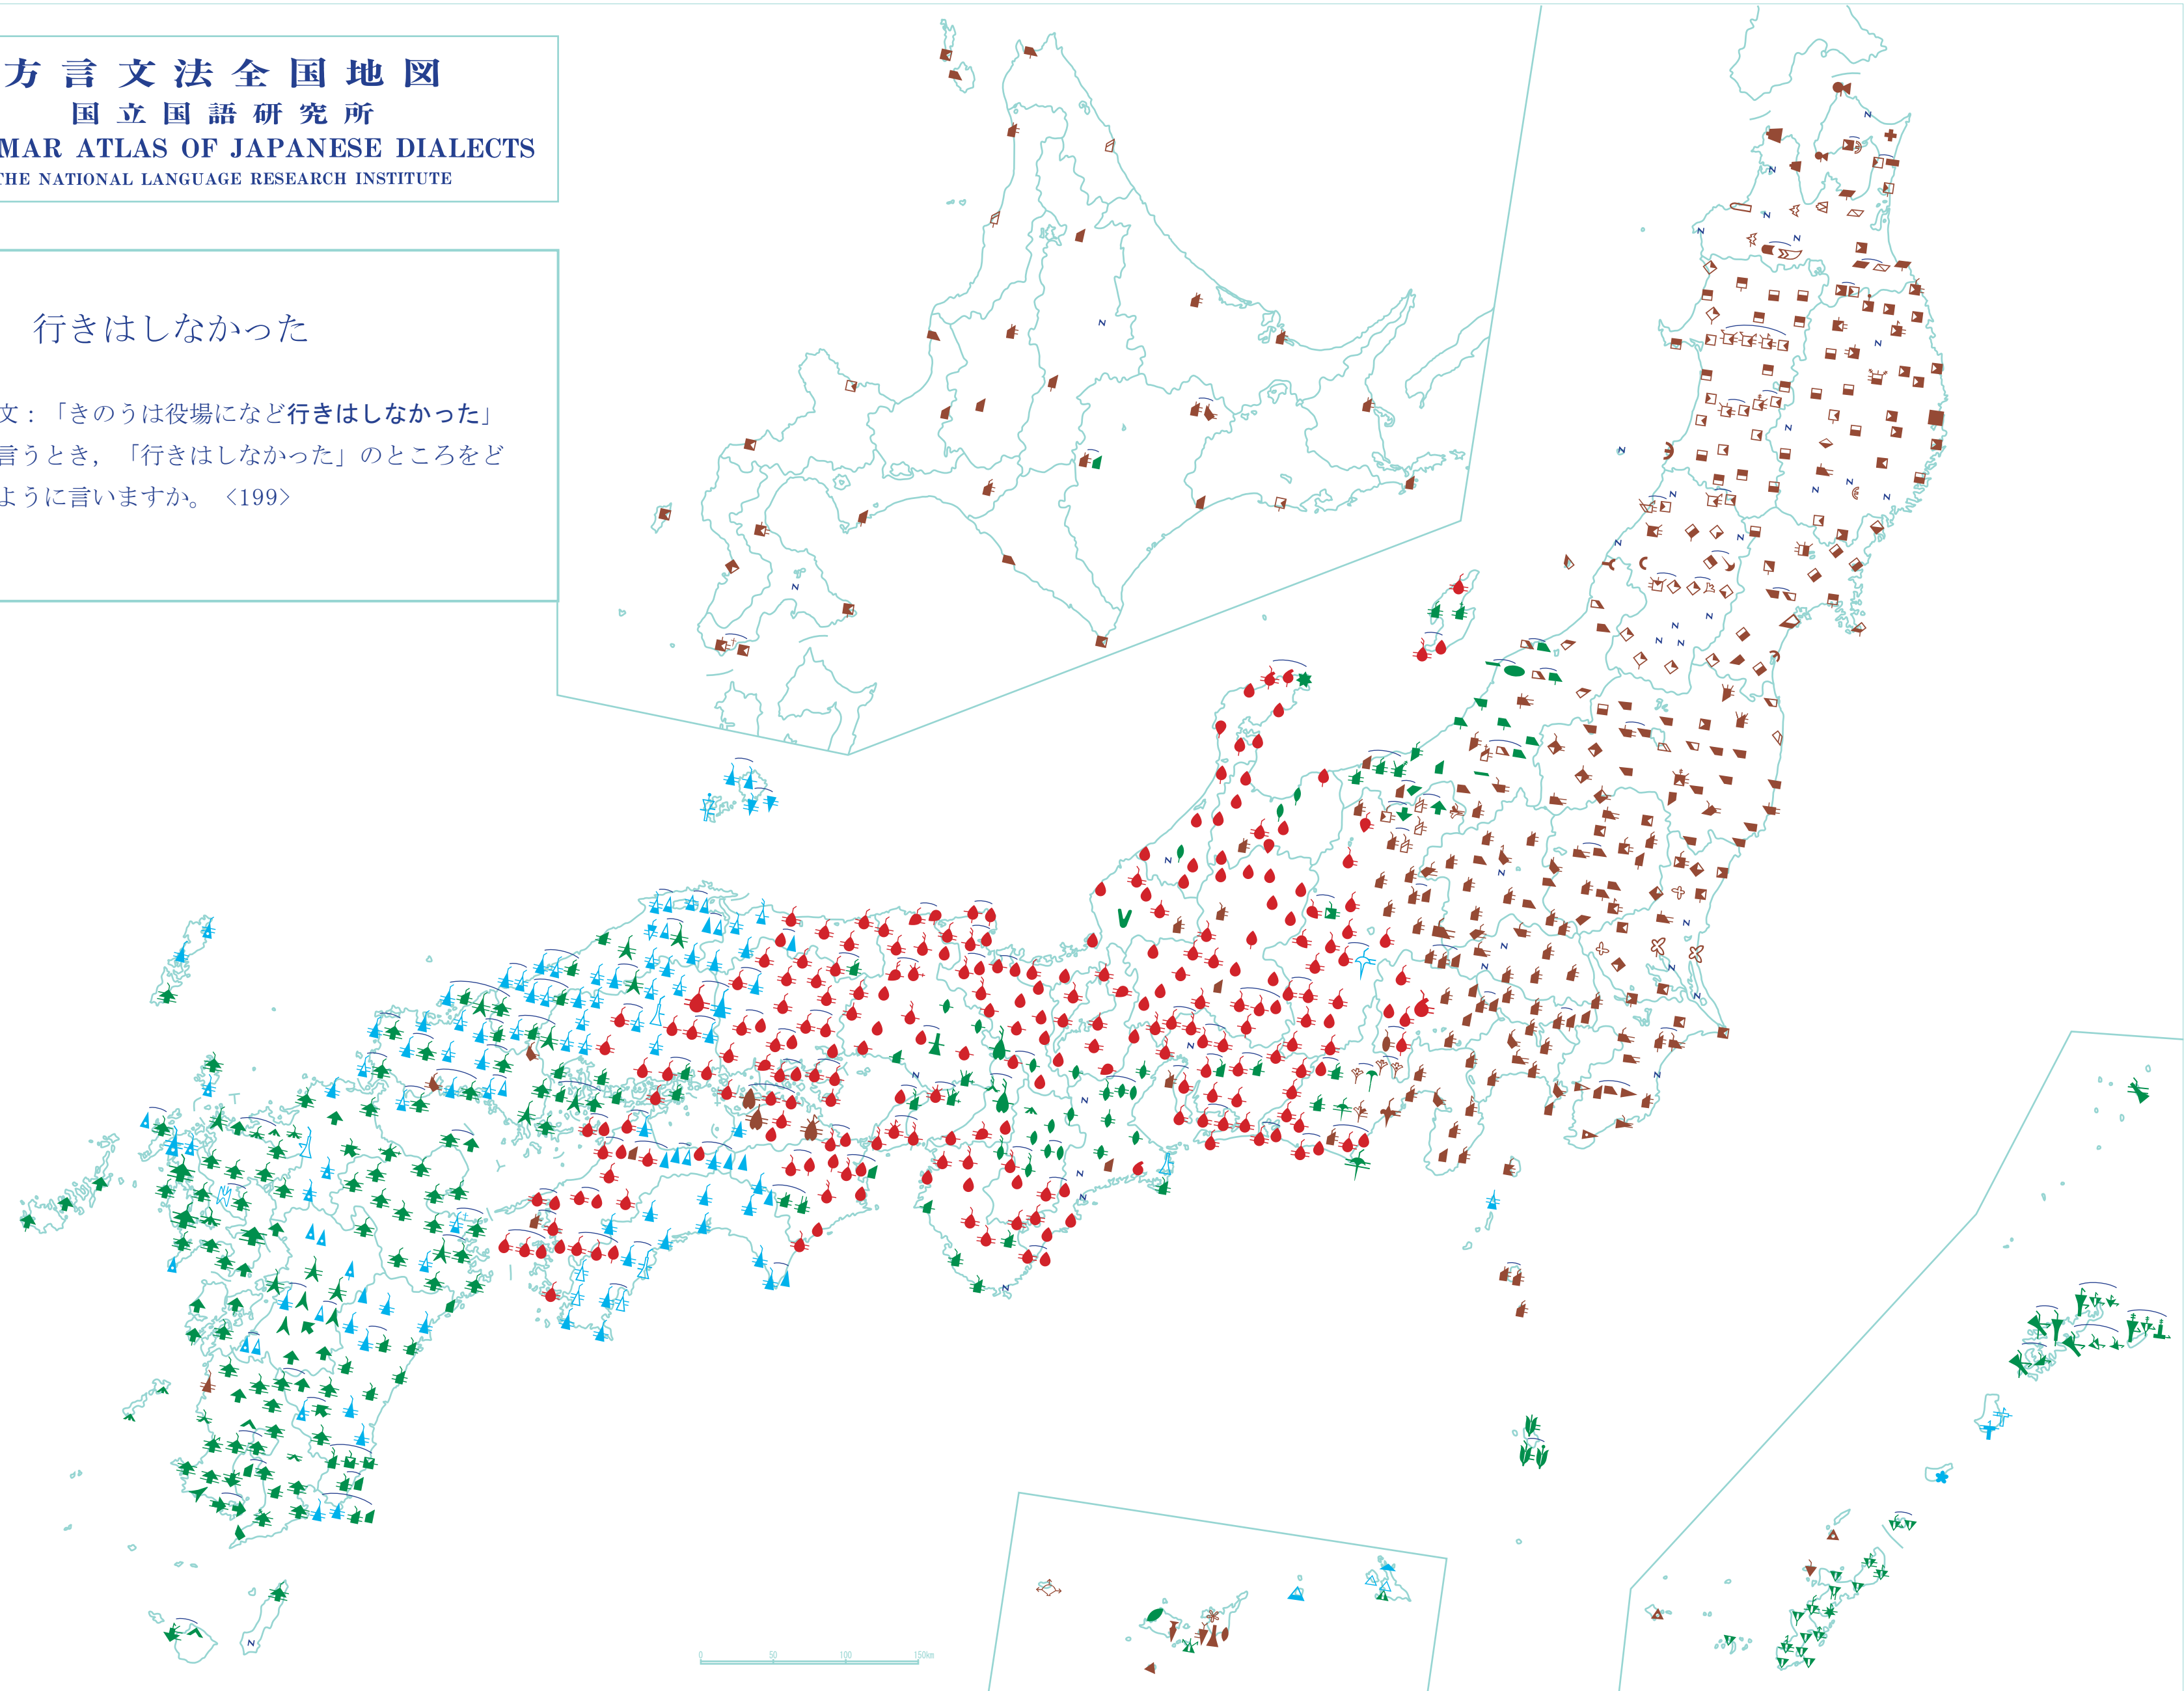 方言文法全国地図
国立国語研究所
MAR ATLAS OF JAPANESE DIALECTS
THE NATIONAL LANGUAGE RESEARCH INSTITUTE
行きはしなかった
文：「きのうは役場になど行きはしなかった」
言うとき，「行きはしなかった」のところをど
ように言いますか。〈199〉
0 50 100 150km